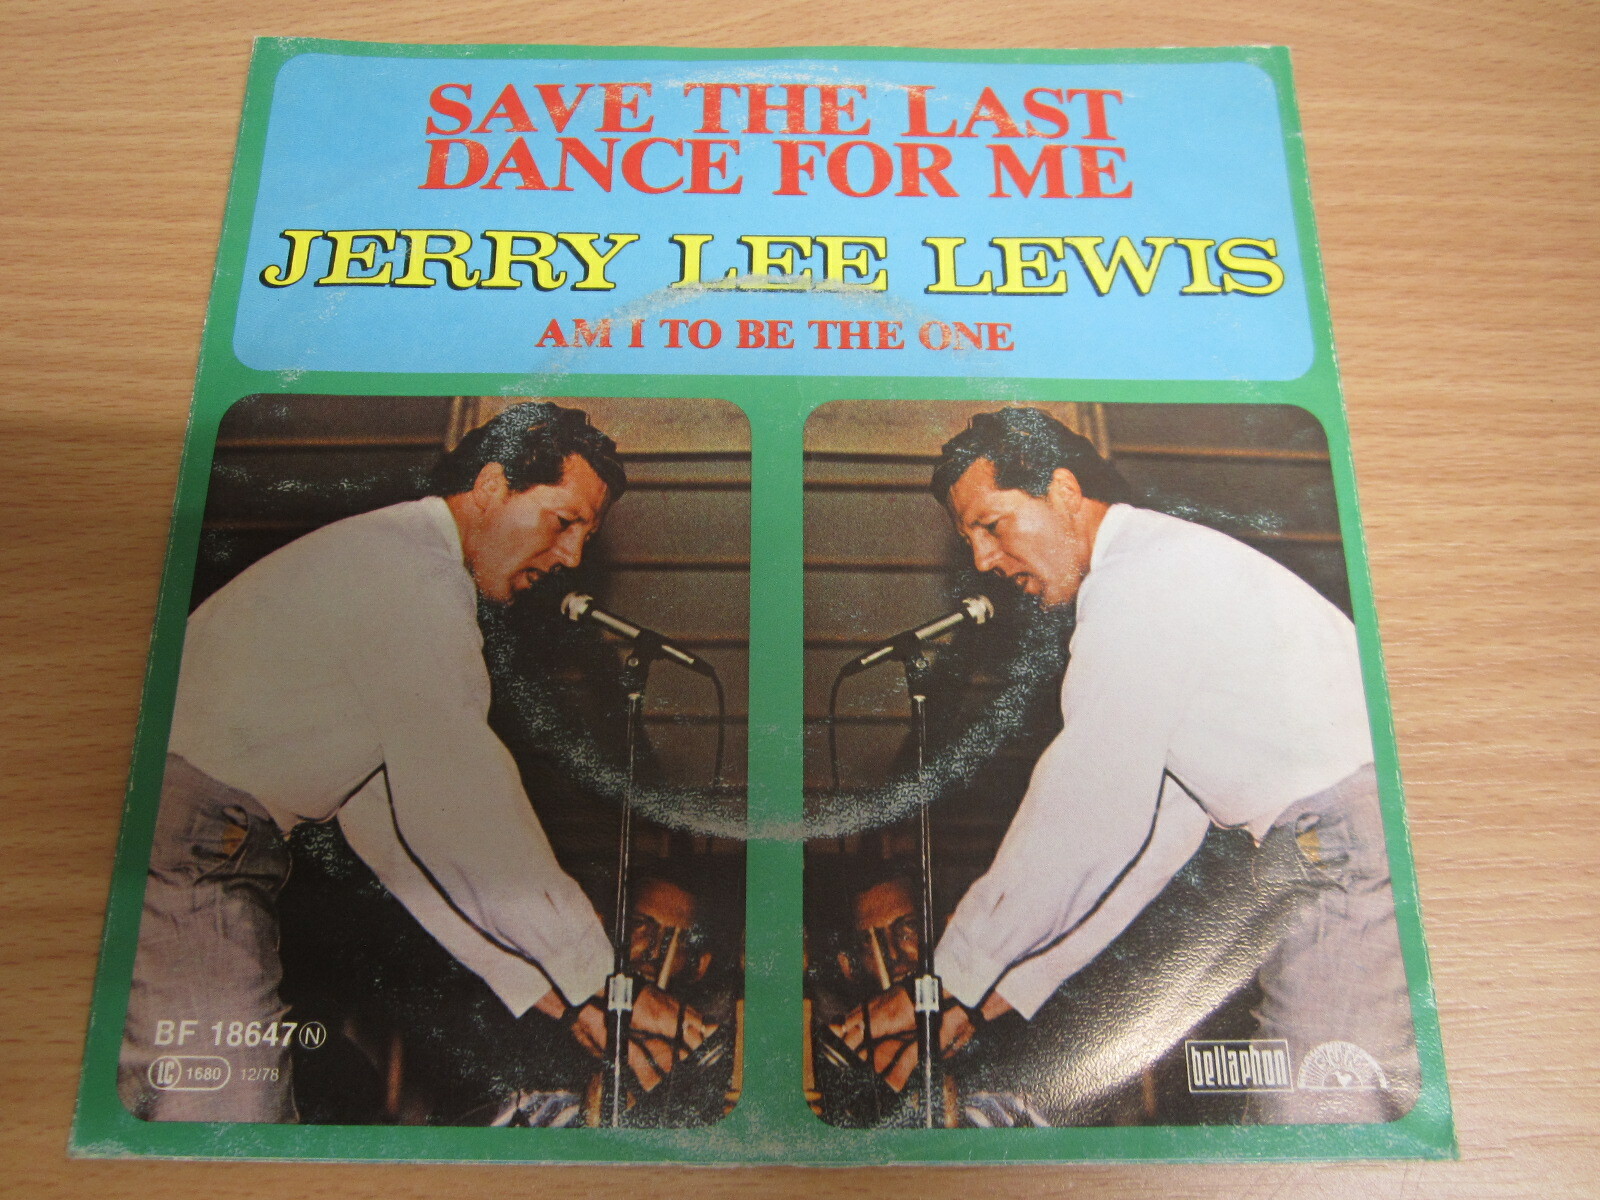 SAVE THE LAST
DANCE FOR ME
JERRY LEE LEWIS
AM I TO BE THE ONE
BF 18647 Ⓝ
LC 1680 12/78
bellaphon